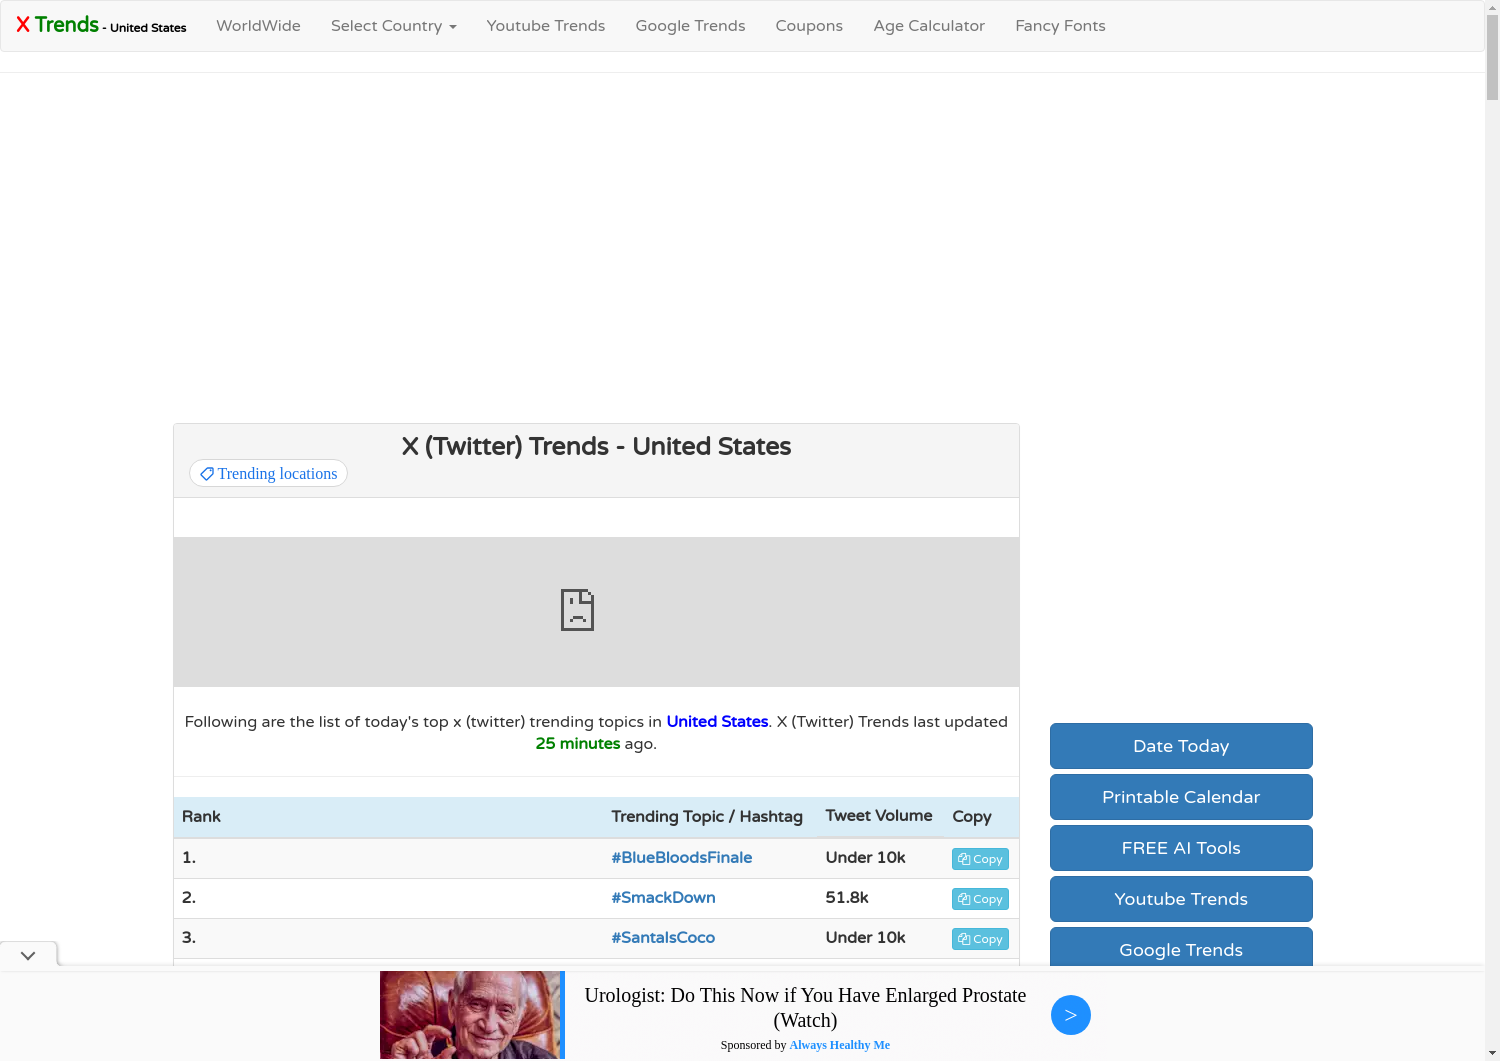 X Trends - United States
WorldWide
Select Country
Youtube Trends
Google Trends
Coupons
Age Calculator
Fancy Fonts
X (Twitter) Trends - United States
Trending locations
Following are the list of today's top x (twitter) trending topics in United States. X (Twitter) Trends last updated
25 minutes ago.
Rank Trending Topic / Hashtag Tweet Volume Copy
1. #BlueBloodsFinale Under 10k Copy
2. #SmackDown 51.8k Copy
3. #SantaIsCoco Under 10k Copy
Date Today
Printable Calendar
FREE AI Tools
Youtube Trends
Google Trends
Urologist: Do This Now if You Have Enlarged Prostate
(Watch)
Sponsored by Always Healthy Me
>